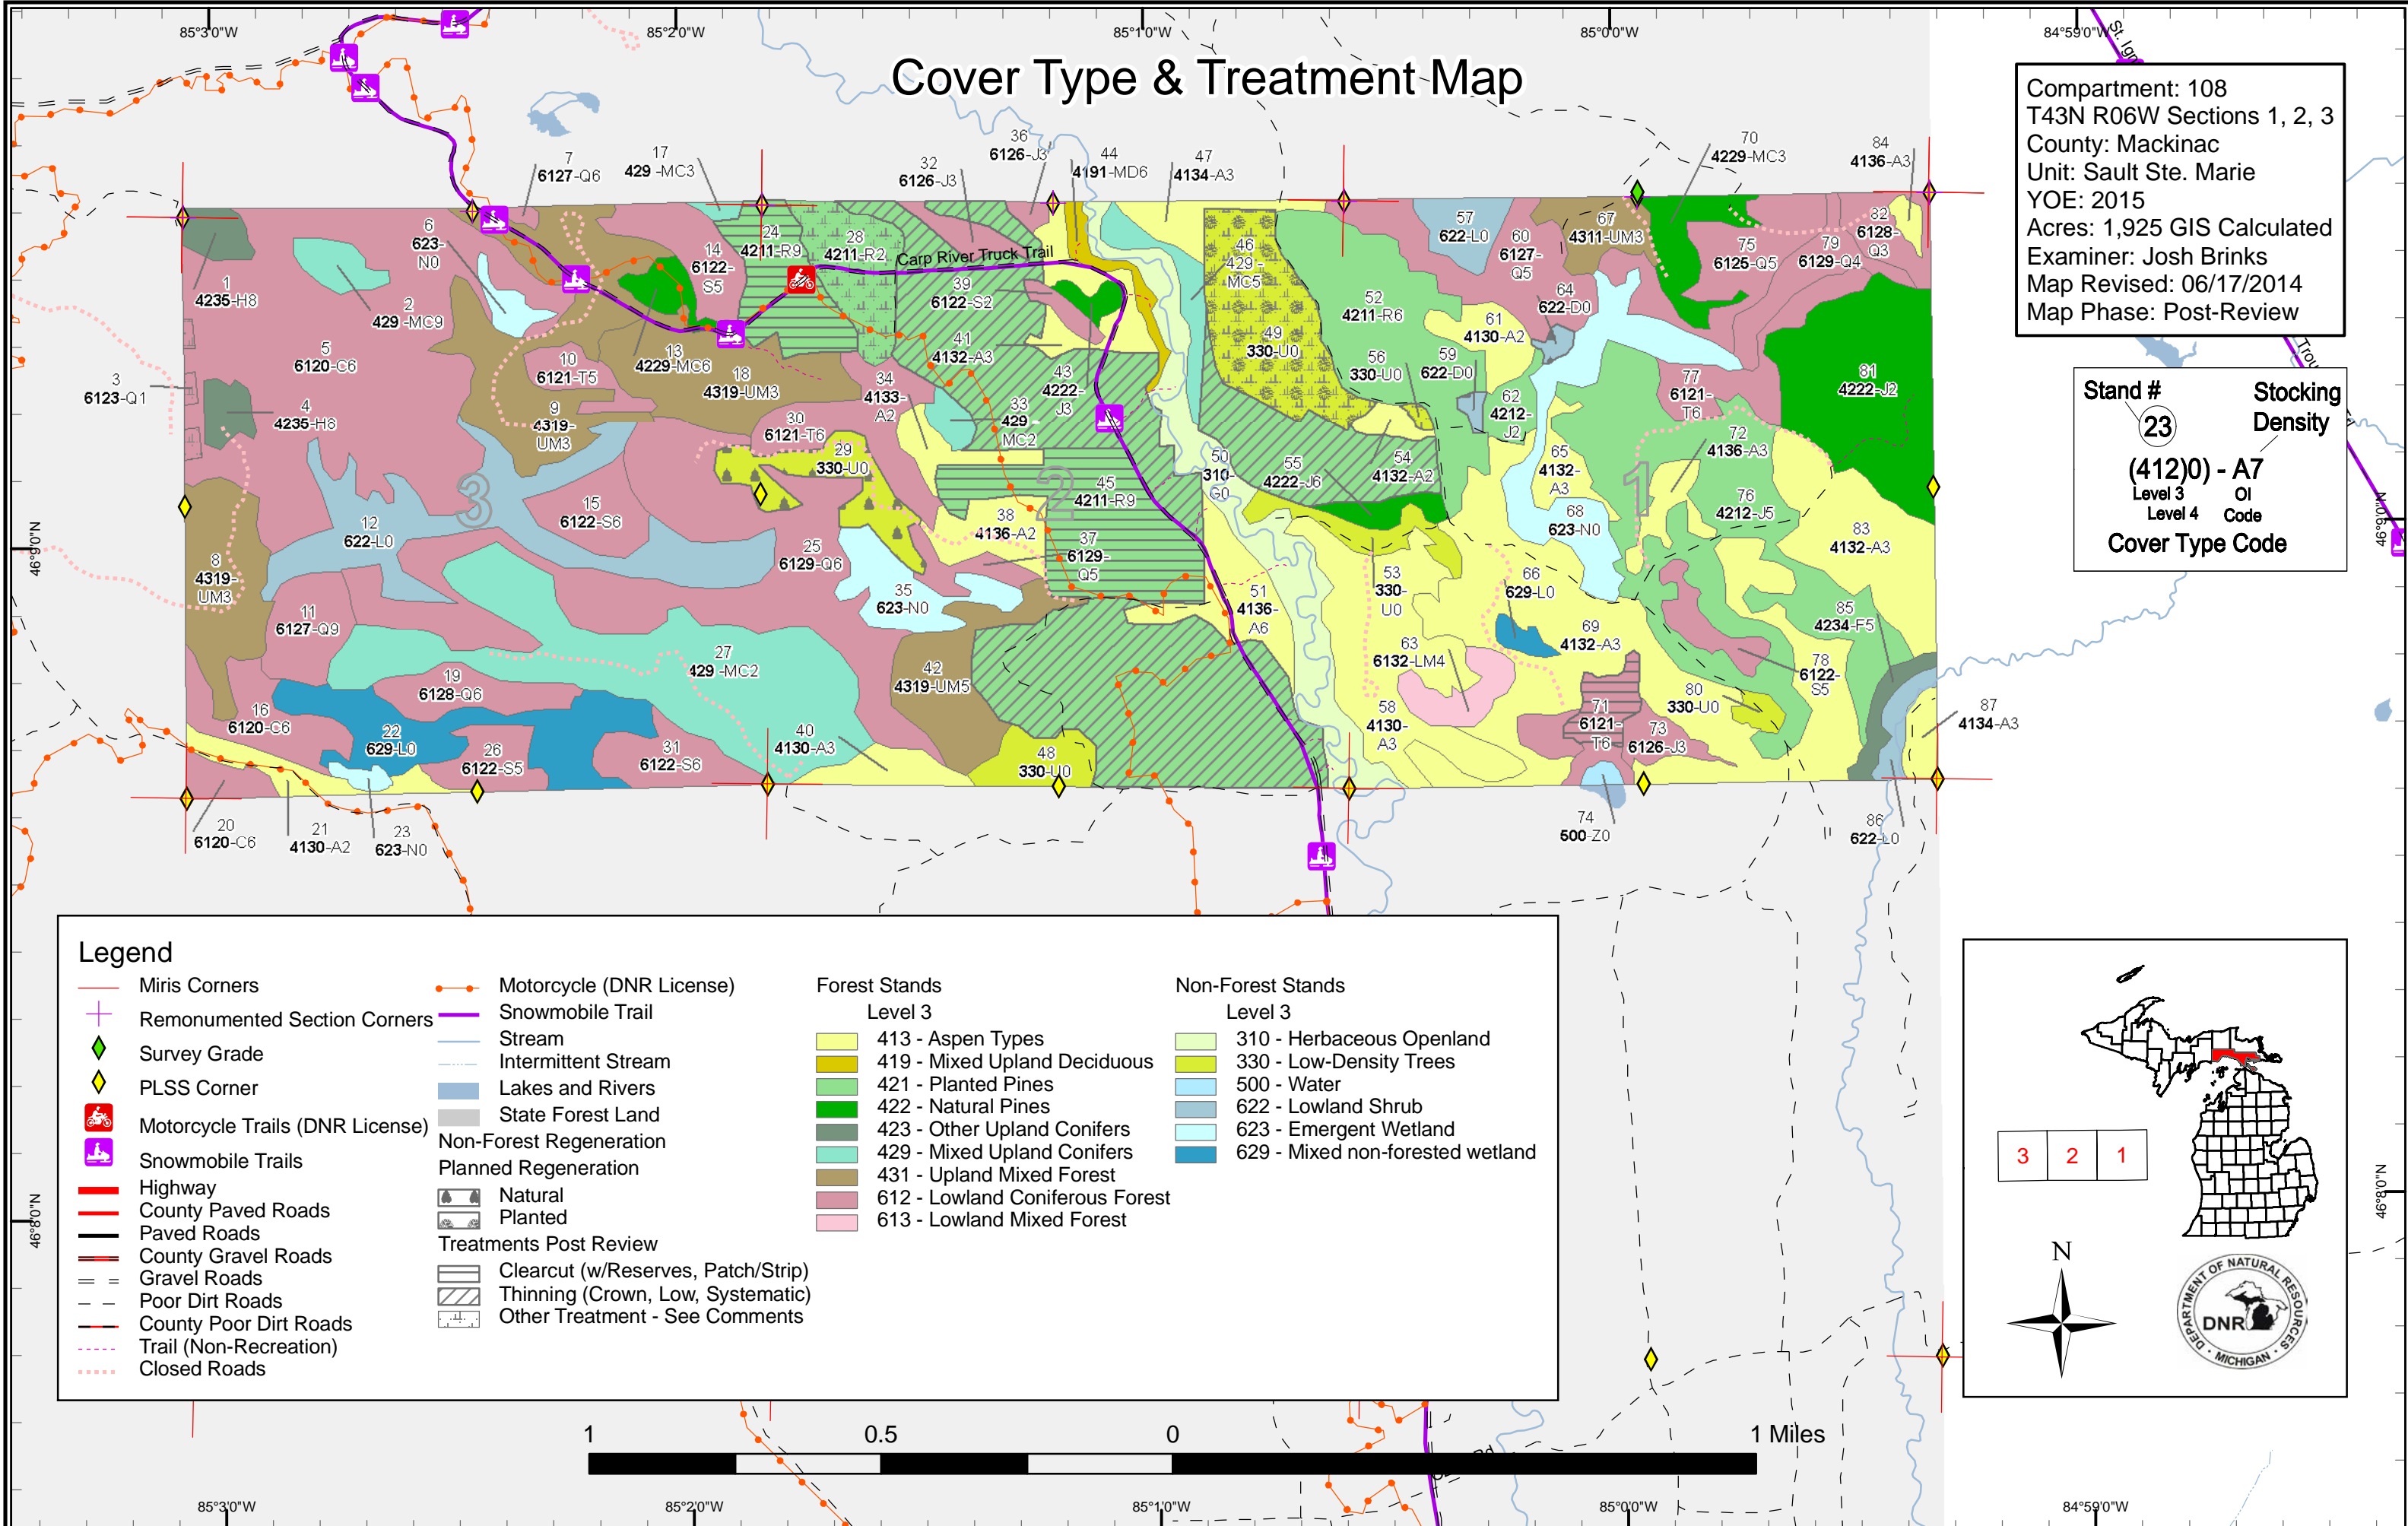 85°3'0"W
85°2'0"W
85°1'0"W
85°0'0"W
84°59'0"W
Cover Type & Treatment Map
St. Ign
Compartment: 108
T43N R06W Sections 1, 2, 3
County: Mackinac
Unit: Sault Ste. Marie
YOE: 2015
Acres: 1,925 GIS Calculated
Examiner: Josh Brinks
Map Revised: 06/17/2014
Map Phase: Post-Review
Trou
Stand #
Stocking
Density
23
(412)0) - A7
Level 3
OI
Level 4
Code
Cover Type Code
7
6127-Q6
17
429 -MC3
32
6126-J3
36
6126-J3
44
4191-MD6
47
4134-A3
70
4229-MC3
84
4136-A3
6
623-
N0
14
6122-
S5
24
4211-R9
28
4211-R2
Carp River Truck Trail
46
429 -
MC5
57
622-L0
60
6127-
Q5
67
4311-UM3
75
6125-Q5
79
6129-Q4
82
6128-
Q3
1
4235-H8
2
429 -MC9
39
6122-S2
52
4211-R6
64
622-D0
61
4130-A2
5
6120-C6
10
6121-T5
13
4229-MC6
18
4319-UM3
41
4132-A3
49
330-U0
56
330-U0
59
622-D0
3
6123-Q1
4
4235-H8
9
4319-
UM3
34
4133-
A2
43
4222-
J3
62
4212-
J2
77
6121-
T6
81
4222-J2
30
6121-T6
33
429 -
MC2
29
330-U0
50
310-
G0
55
4222-J6
54
4132-A2
65
4132-
A3
72
4136-A3
3
2
1
12
622-L0
15
6122-S6
45
4211-R9
68
623-N0
76
4212-J5
83
4132-A3
46°9'0"N
46°9'0"N
8
4319-
UM3
25
6129-Q6
38
4136-A2
37
6129-
Q5
11
6127-Q9
35
623-N0
51
4136-
A6
53
330-
U0
66
629-L0
69
4132-A3
85
4234-F5
27
429 -MC2
42
4319-UM5
63
6132-LM4
78
6122-
S5
19
6128-Q6
16
6120-C6
22
629-L0
26
6122-S5
31
6122-S6
40
4130-A3
48
330-U0
58
4130-
A3
71
6121-
T6
73
6126-J3
80
330-U0
87
4134-A3
20
6120-C6
21
4130-A2
23
623-N0
74
500-Z0
86
622-L0
Legend
Miris Corners
Remonumented Section Corners
Survey Grade
PLSS Corner
Motorcycle Trails (DNR License)
Snowmobile Trails
Highway
County Paved Roads
Paved Roads
County Gravel Roads
Gravel Roads
Poor Dirt Roads
County Poor Dirt Roads
Trail (Non-Recreation)
Closed Roads
Motorcycle (DNR License)
Snowmobile Trail
Stream
Intermittent Stream
Lakes and Rivers
State Forest Land
Non-Forest Regeneration
Planned Regeneration
Natural
Planted
Treatments Post Review
Clearcut (w/Reserves, Patch/Strip)
Thinning (Crown, Low, Systematic)
Other Treatment - See Comments
Forest Stands
Level 3
413 - Aspen Types
419 - Mixed Upland Deciduous
421 - Planted Pines
422 - Natural Pines
423 - Other Upland Conifers
429 - Mixed Upland Conifers
431 - Upland Mixed Forest
612 - Lowland Coniferous Forest
613 - Lowland Mixed Forest
Non-Forest Stands
Level 3
310 - Herbaceous Openland
330 - Low-Density Trees
500 - Water
622 - Lowland Shrub
623 - Emergent Wetland
629 - Mixed non-forested wetland
3 2 1
N
DEPARTMENT OF NATURAL RESOURCES
DNR
MICHIGAN
46°8'0"N
46°8'0"N
1 0.5 0 1 Miles
85°3'0"W
85°2'0"W
85°1'0"W
85°0'0"W
84°59'0"W